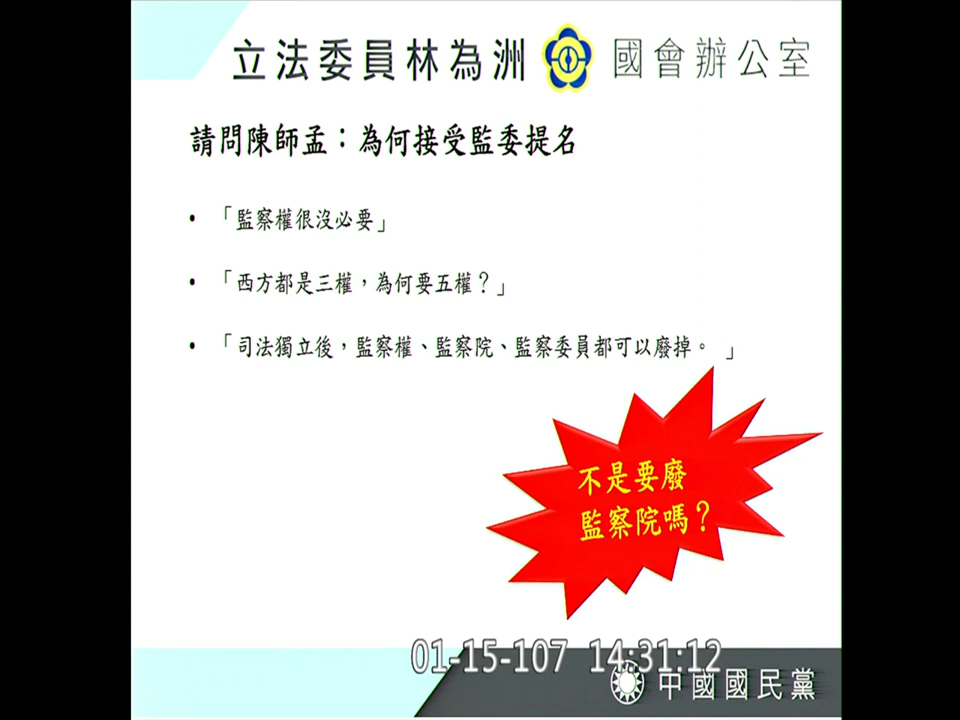 立法委員林為洲 國會辦公室
請問陳師孟：為何接受監委提名
• 「監察權很沒必要」
• 「西方都是三權，為何要五權？」
• 「司法獨立後，監察權、監察院、監察委員都可以廢掉。 」
不是要廢
監察院嗎？
01-15-107 14:31:12
中國國民黨